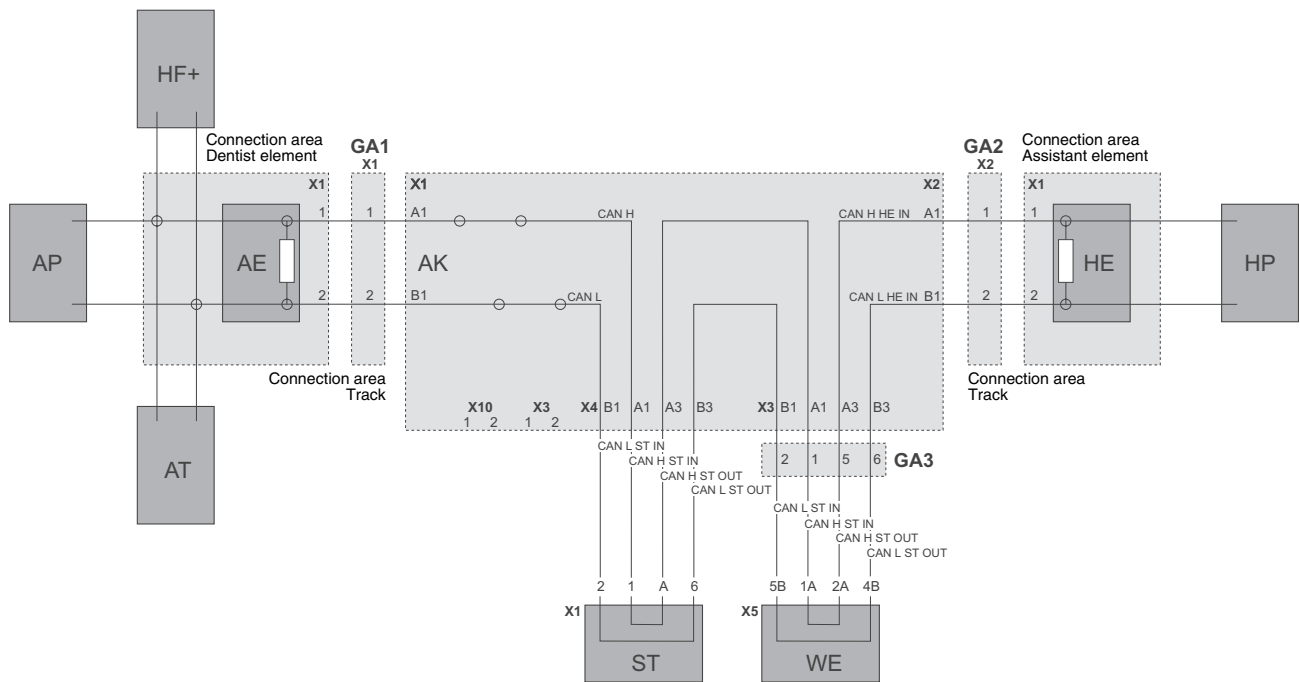 HF+
Connection area
Dentist element
GA1
X1
GA2
X2
Connection area
Assistant element
X1
X1
X2
X1
1
1
A1
CAN H
CAN H HE IN
A1
1
1
AP
AE
AK
HE
HP
2
2
B1
CAN L
CAN L HE IN
B1
2
2
Connection area
Track
Connection area
Track
X10
1 2
X3
1 2
X4
B1
A1
A3
B3
X3
B1
A1
A3
B3
AT
CAN L ST IN
CAN H ST IN
CAN H ST OUT
CAN L ST OUT
2
1
5
6
GA3
CAN L ST IN
CAN H ST IN
CAN H ST OUT
CAN L ST OUT
2
1
A
6
5B
1A
2A
4B
X1
X5
ST
WE